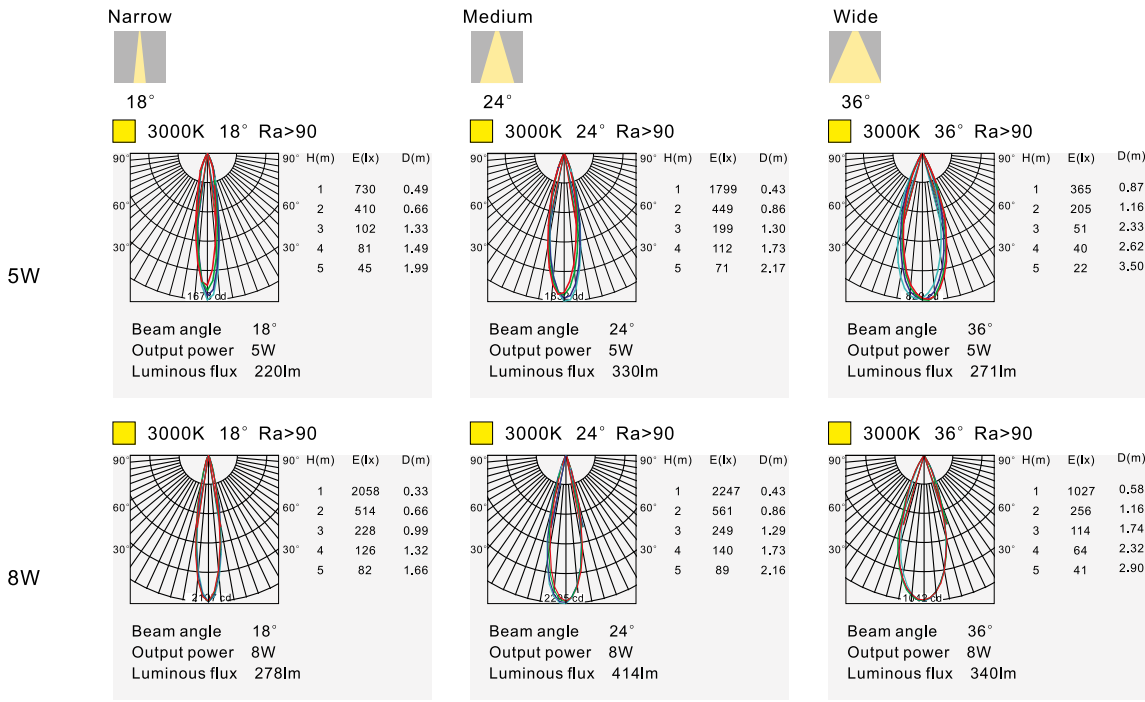 Narrow
18°
Medium
24°
Wide
36°
5W
3000K 18° Ra>90
90° 90° H(m) E(lx) D(m)
1 730 0.49
60° 60° 2 410 0.66
3 102 1.33
30° 30° 4 81 1.49
5 45 1.99
Beam angle 18°
Output power 5W
Luminous flux 220lm
3000K 24° Ra>90
90° 90° H(m) E(lx) D(m)
1 1799 0.43
60° 60° 2 449 0.86
3 199 1.30
30° 30° 4 112 1.73
5 71 2.17
Beam angle 24°
Output power 5W
Luminous flux 330lm
3000K 36° Ra>90
90° 90° H(m) E(lx) D(m)
1 365 0.87
60° 60° 2 205 1.16
3 51 2.33
30° 30° 4 40 2.62
5 22 3.50
Beam angle 36°
Output power 5W
Luminous flux 271lm
8W
3000K 18° Ra>90
90° 90° H(m) E(lx) D(m)
1 2058 0.33
60° 60° 2 514 0.66
3 228 0.99
30° 30° 4 126 1.32
5 82 1.66
Beam angle 18°
Output power 8W
Luminous flux 278lm
3000K 24° Ra>90
90° 90° H(m) E(lx) D(m)
1 2247 0.43
60° 60° 2 561 0.86
3 249 1.29
30° 30° 4 140 1.73
5 89 2.16
cd
Beam angle 24°
Output power 8W
Luminous flux 414lm
3000K 36° Ra>90
90° 90° H(m) E(lx) D(m)
1 1027 0.58
60° 60° 2 256 1.16
3 114 1.74
30° 30° 4 64 2.32
5 41 2.90
1042 cd
Beam angle 36°
Output power 8W
Luminous flux 340lm